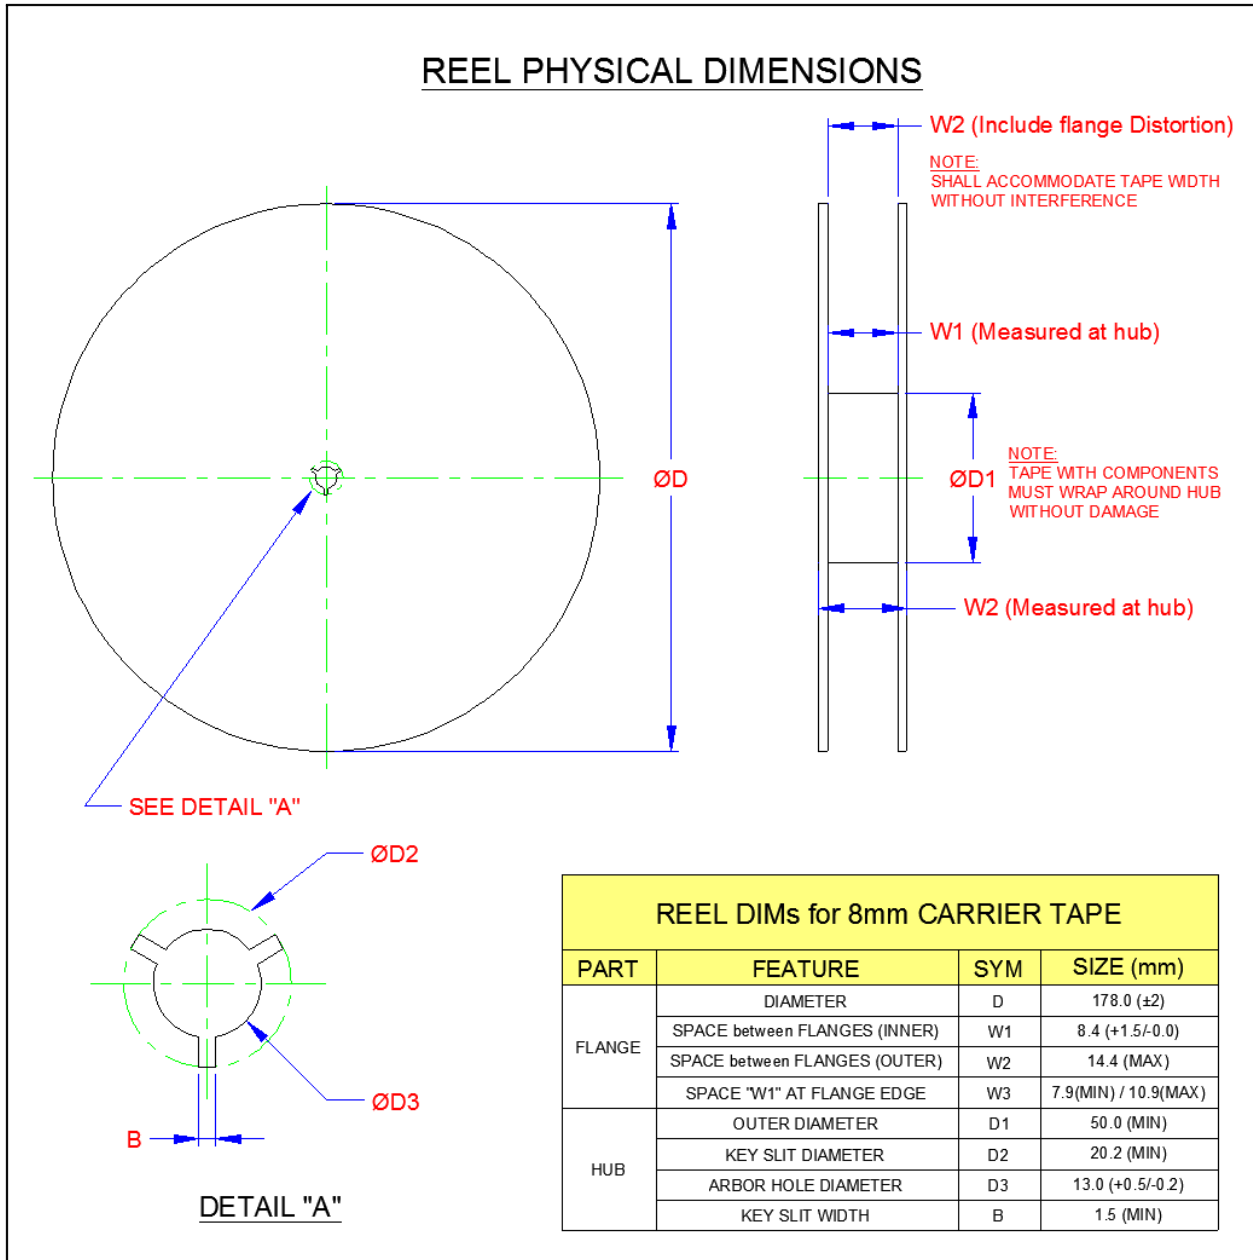 REEL PHYSICAL DIMENSIONS
W2 (Include flange Distortion)
NOTE:
SHALL ACCOMMODATE TAPE WIDTH
WITHOUT INTERFERENCE
W1 (Measured at hub)
ØD
ØD1
NOTE:
TAPE WITH COMPONENTS
MUST WRAP AROUND HUB
WITHOUT DAMAGE
W2 (Measured at hub)
SEE DETAIL "A"
ØD2
ØD3
B
DETAIL "A"
REEL DIMs for 8mm CARRIER TAPE
PART FEATURE SYM SIZE (mm)
FLANGE
DIAMETER D 178.0 (±2)
SPACE between FLANGES (INNER) W1 8.4 (+1.5/-0.0)
SPACE between FLANGES (OUTER) W2 14.4 (MAX)
SPACE "W1" AT FLANGE EDGE W3 7.9(MIN) / 10.9(MAX)
HUB
OUTER DIAMETER D1 50.0 (MIN)
KEY SLIT DIAMETER D2 20.2 (MIN)
ARBOR HOLE DIAMETER D3 13.0 (+0.5/-0.2)
KEY SLIT WIDTH B 1.5 (MIN)